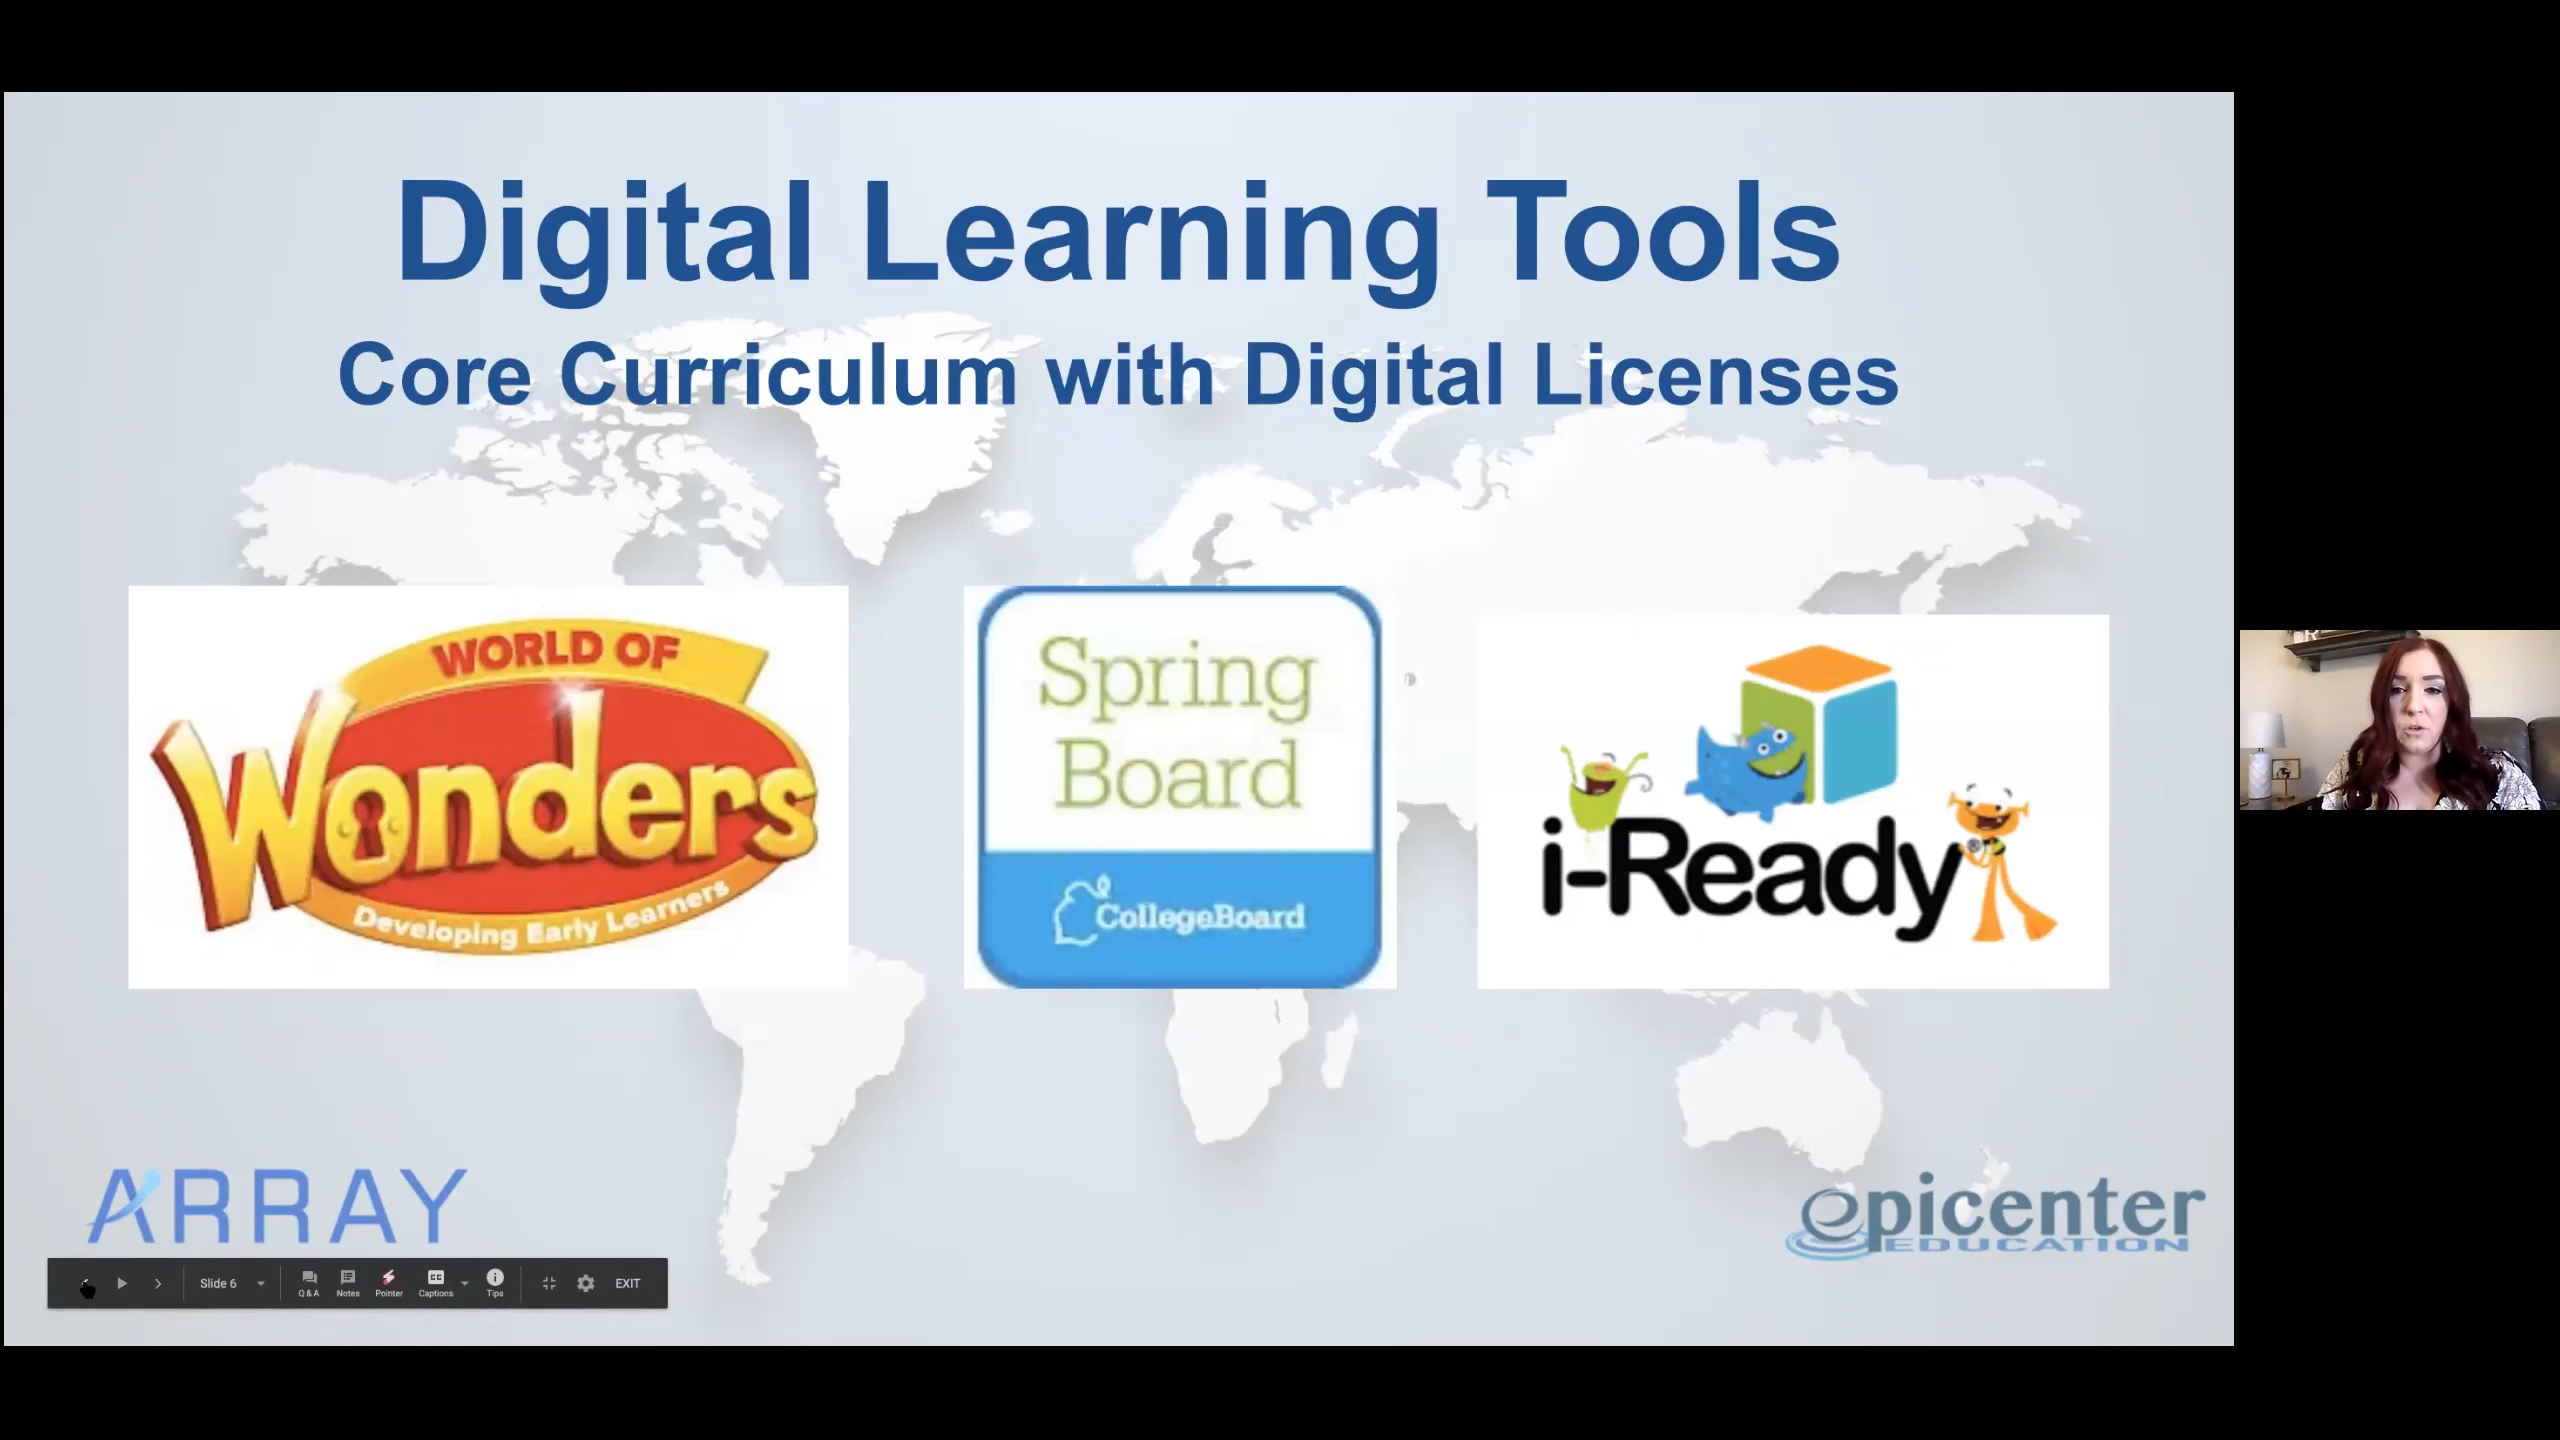 Digital Learning Tools
Core Curriculum with Digital Licenses
WORLD OF
Wonders
Developing Early Learners
Spring
Board
CollegeBoard
i-Ready
ARRAY
epicenter
EDUCATION
Slide 6
Q&A
Notes
Pointer
CC
Captions
Tips
EXIT